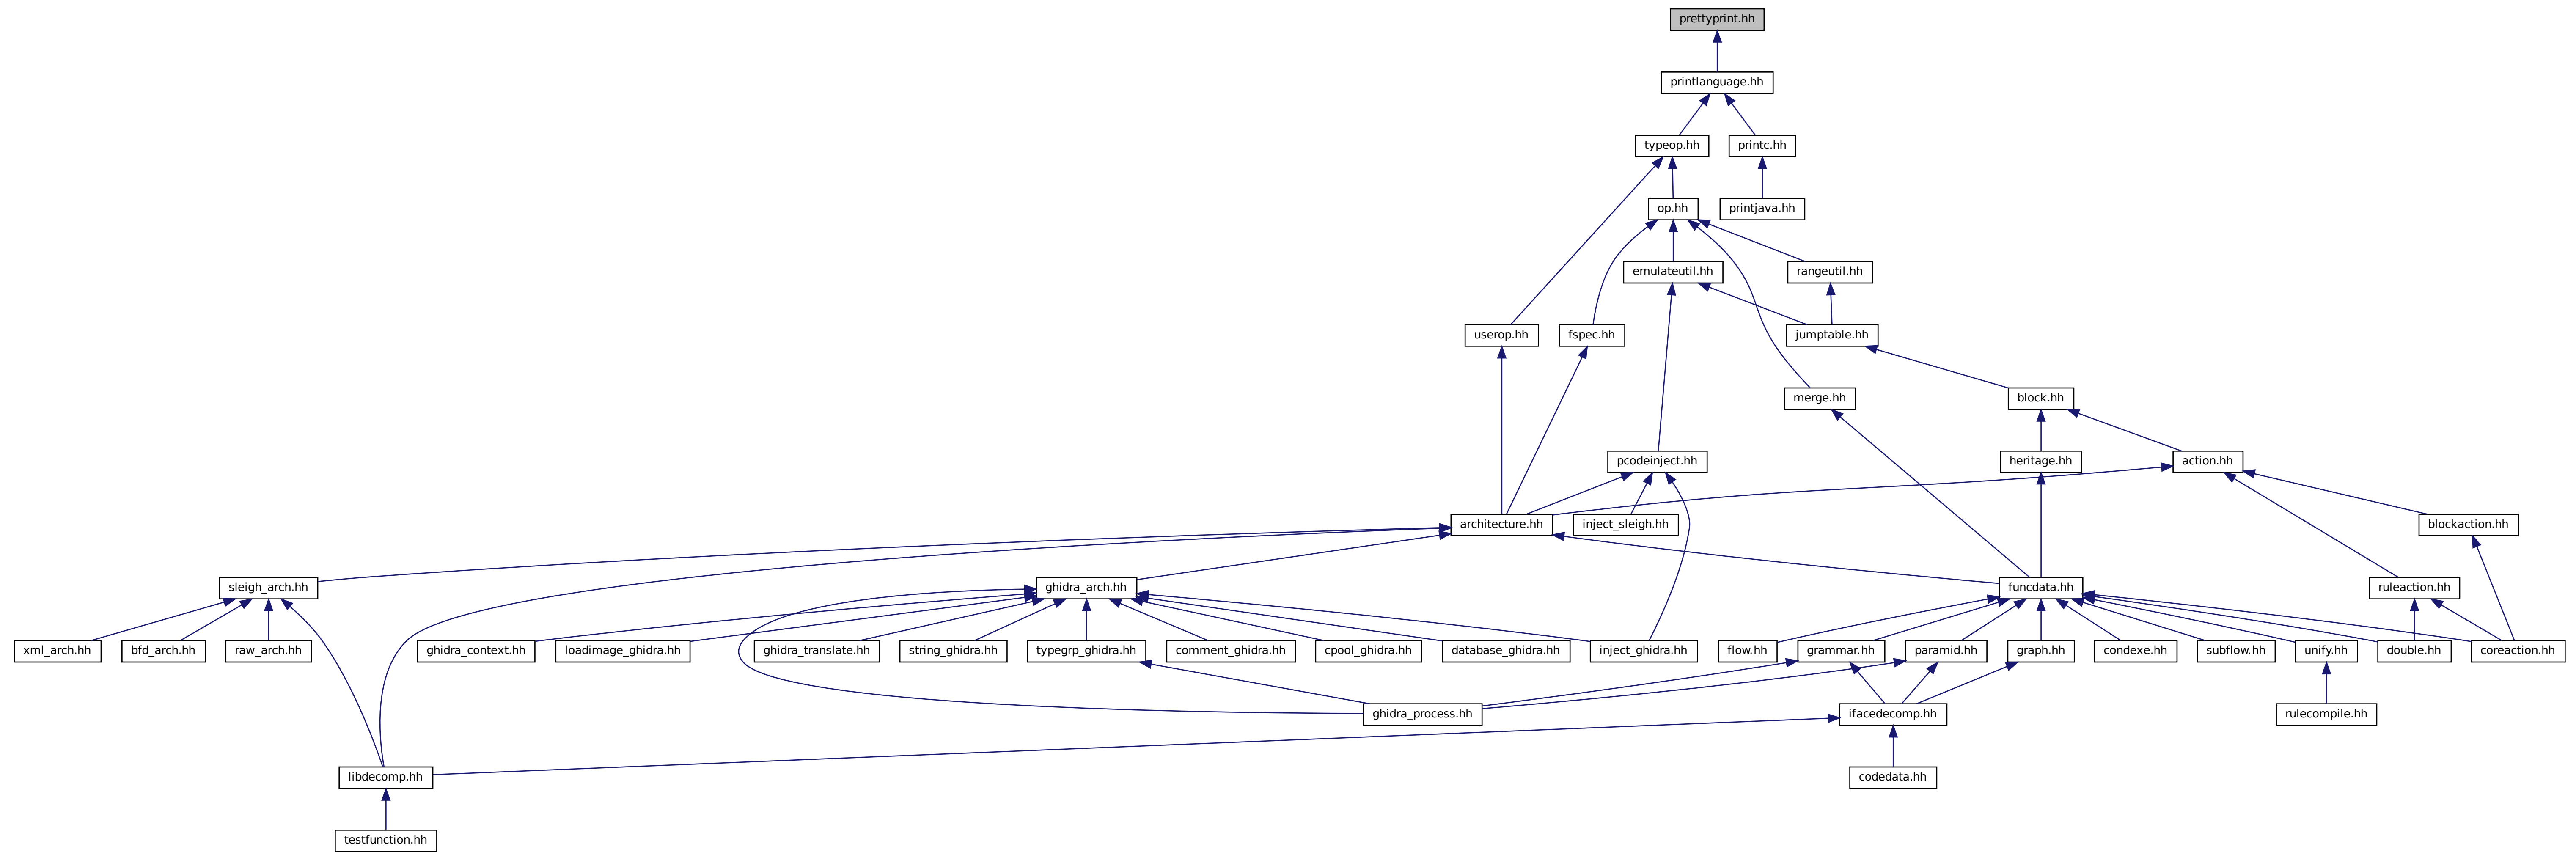 prettyprint.hh
printlanguage.hh
typeop.hh
printc.hh
op.hh
printjava.hh
emulateutil.hh
rangeutil.hh
userop.hh
fspec.hh
jumptable.hh
merge.hh
block.hh
pcodeinject.hh
heritage.hh
action.hh
architecture.hh
inject_sleigh.hh
blockaction.hh
sleigh_arch.hh
ghidra_arch.hh
funcdata.hh
ruleaction.hh
xml_arch.hh
bfd_arch.hh
raw_arch.hh
ghidra_context.hh
loadimage_ghidra.hh
ghidra_translate.hh
string_ghidra.hh
typegrp_ghidra.hh
comment_ghidra.hh
cpool_ghidra.hh
database_ghidra.hh
inject_ghidra.hh
flow.hh
grammar.hh
paramid.hh
graph.hh
condexe.hh
subflow.hh
unify.hh
double.hh
coreaction.hh
ghidra_process.hh
ifacedecomp.hh
rulecompile.hh
libdecomp.hh
codedata.hh
testfunction.hh